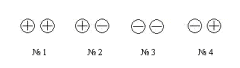 ⊕ ⊕ ⊕ ⊖ ⊖ ⊖ ⊖ ⊕
№ 1 № 2 № 3 № 4